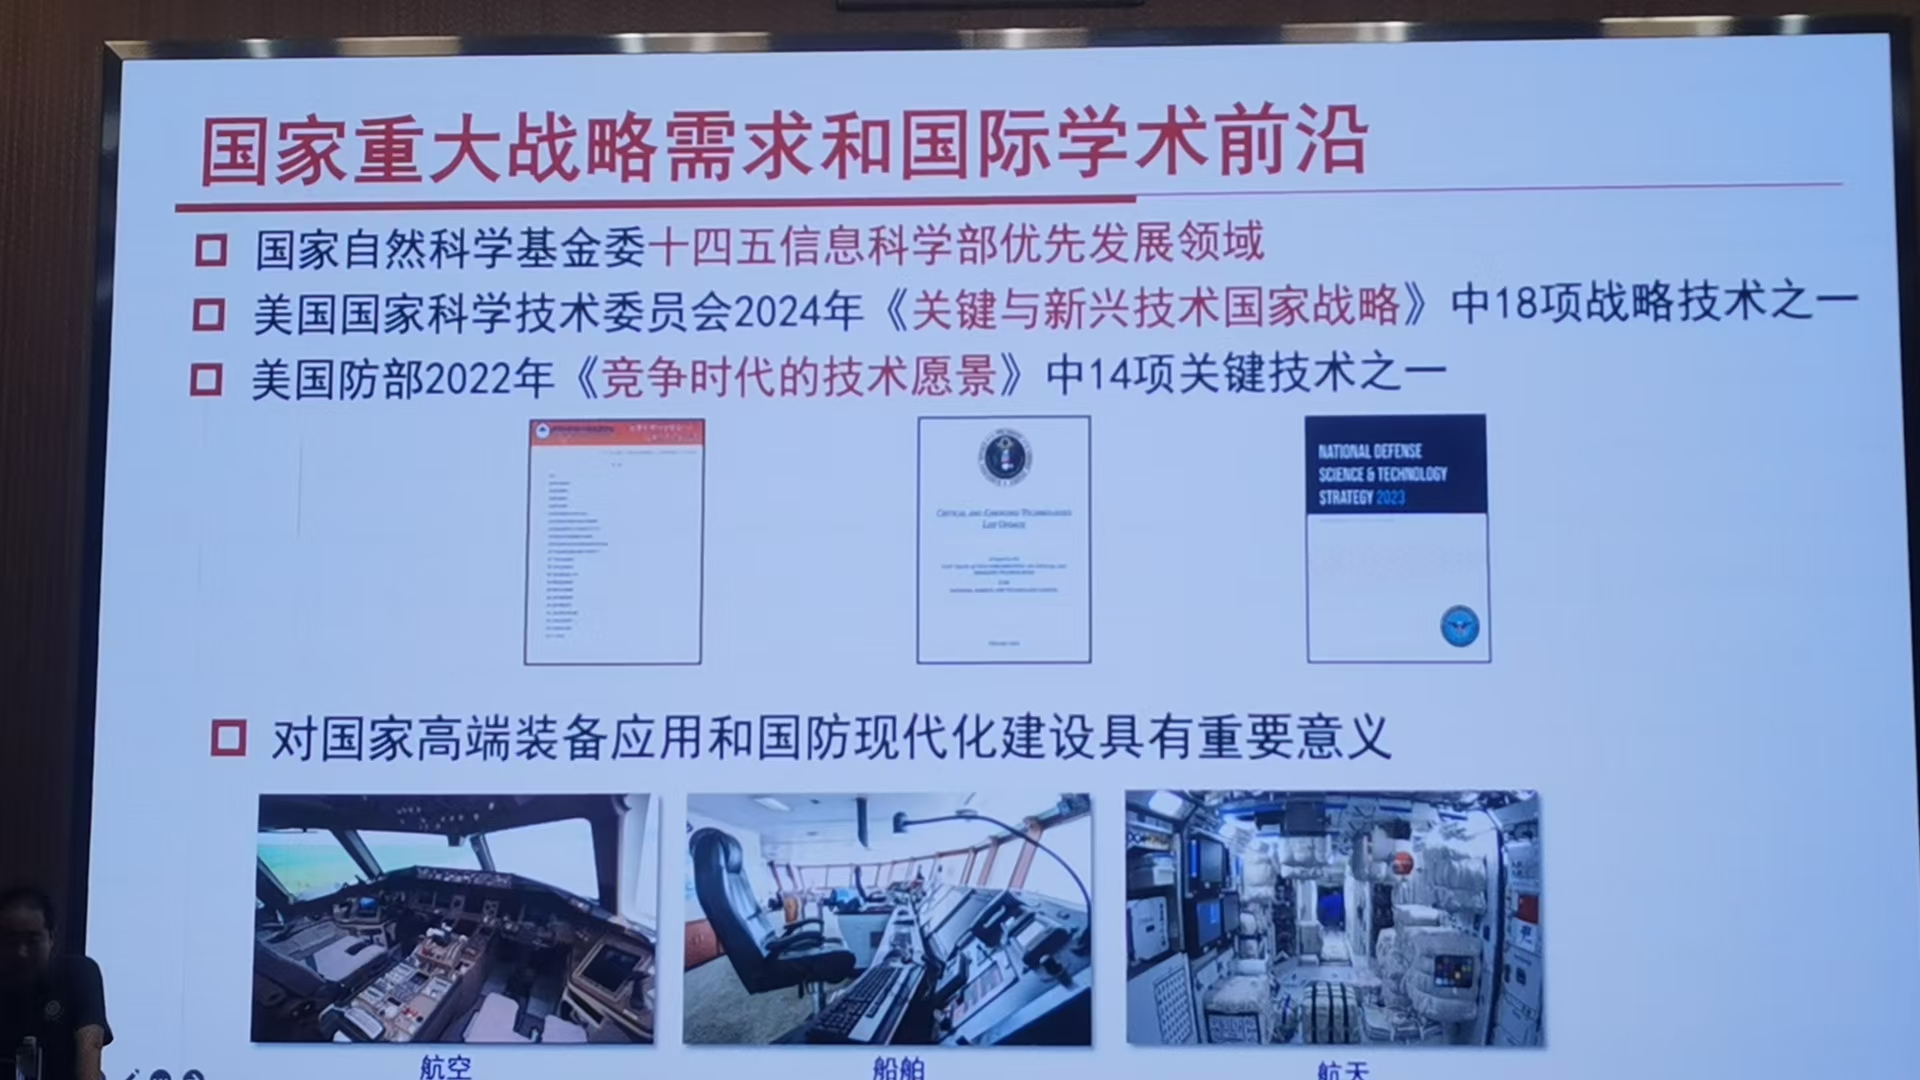 国家重大战略需求和国际学术前沿
国家自然科学基金委十四五信息科学部优先发展领域
美国国家科学技术委员会2024年《关键与新兴技术国家战略》中18项战略技术之一
美国防部2022年《竞争时代的技术愿景》中14项关键技术之一
CRITICAL AND EMERGING TECHNOLOGIES
LIST UPDATE
NATIONAL DEFENSE
SCIENCE & TECHNOLOGY
STRATEGY 2023
对国家高端装备应用和国防现代化建设具有重要意义
航空
船舶
航天